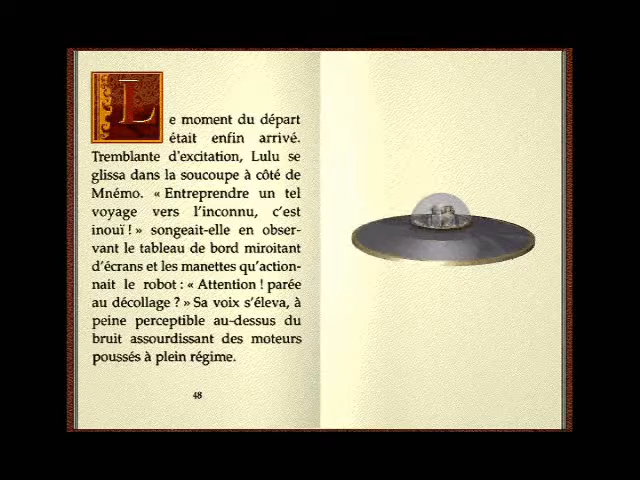 Le moment du départ
était enfin arrivé.
Tremblante d'excitation, Lulu se
glissa dans la soucoupe à côté de
Mnémo. « Entreprendre un tel
voyage vers l'inconnu, c'est
inouï ! » songeait-elle en obser-
vant le tableau de bord miroitant
d'écrans et les manettes qu'action-
nait le robot : « Attention ! parée
au décollage ? » Sa voix s'éleva, à
peine perceptible au-dessus du
bruit assourdissant des moteurs
poussés à plein régime.
48